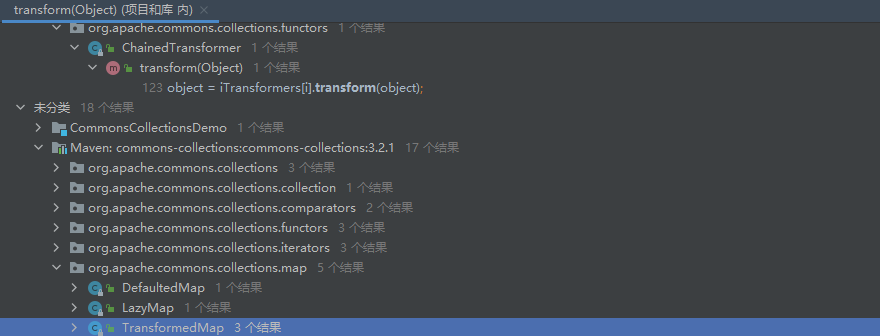 transform(Object) (项目和库 内)
org.apache.commons.collections.functors 1 个结果
ChainedTransformer 1 个结果
transform(Object) 1 个结果
123 object = iTransformers[i].transform(object);
未分类 18 个结果
CommonsCollectionsDemo 1 个结果
Maven: commons-collections:commons-collections:3.2.1 17 个结果
org.apache.commons.collections 3 个结果
org.apache.commons.collections.collection 1 个结果
org.apache.commons.collections.comparators 2 个结果
org.apache.commons.collections.functors 3 个结果
org.apache.commons.collections.iterators 3 个结果
org.apache.commons.collections.map 5 个结果
DefaultedMap 1 个结果
LazyMap 1 个结果
TransformedMap 3 个结果